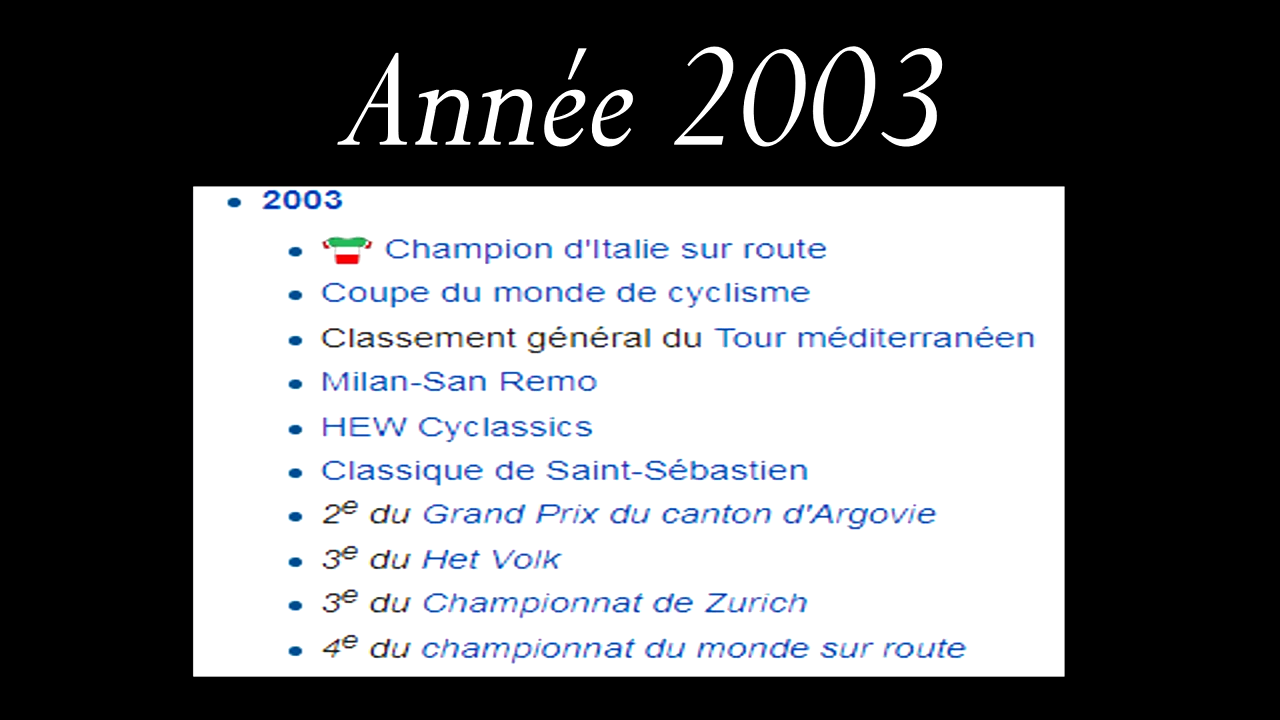 Année 2003
2003
Champion d'Italie sur route
Coupe du monde de cyclisme
Classement général du Tour méditerranéen
Milan-San Remo
HEW Cyclassics
Classique de Saint-Sébastien
2e du Grand Prix du canton d'Argovie
3e du Het Volk
3e du Championnat de Zurich
4e du championnat du monde sur route